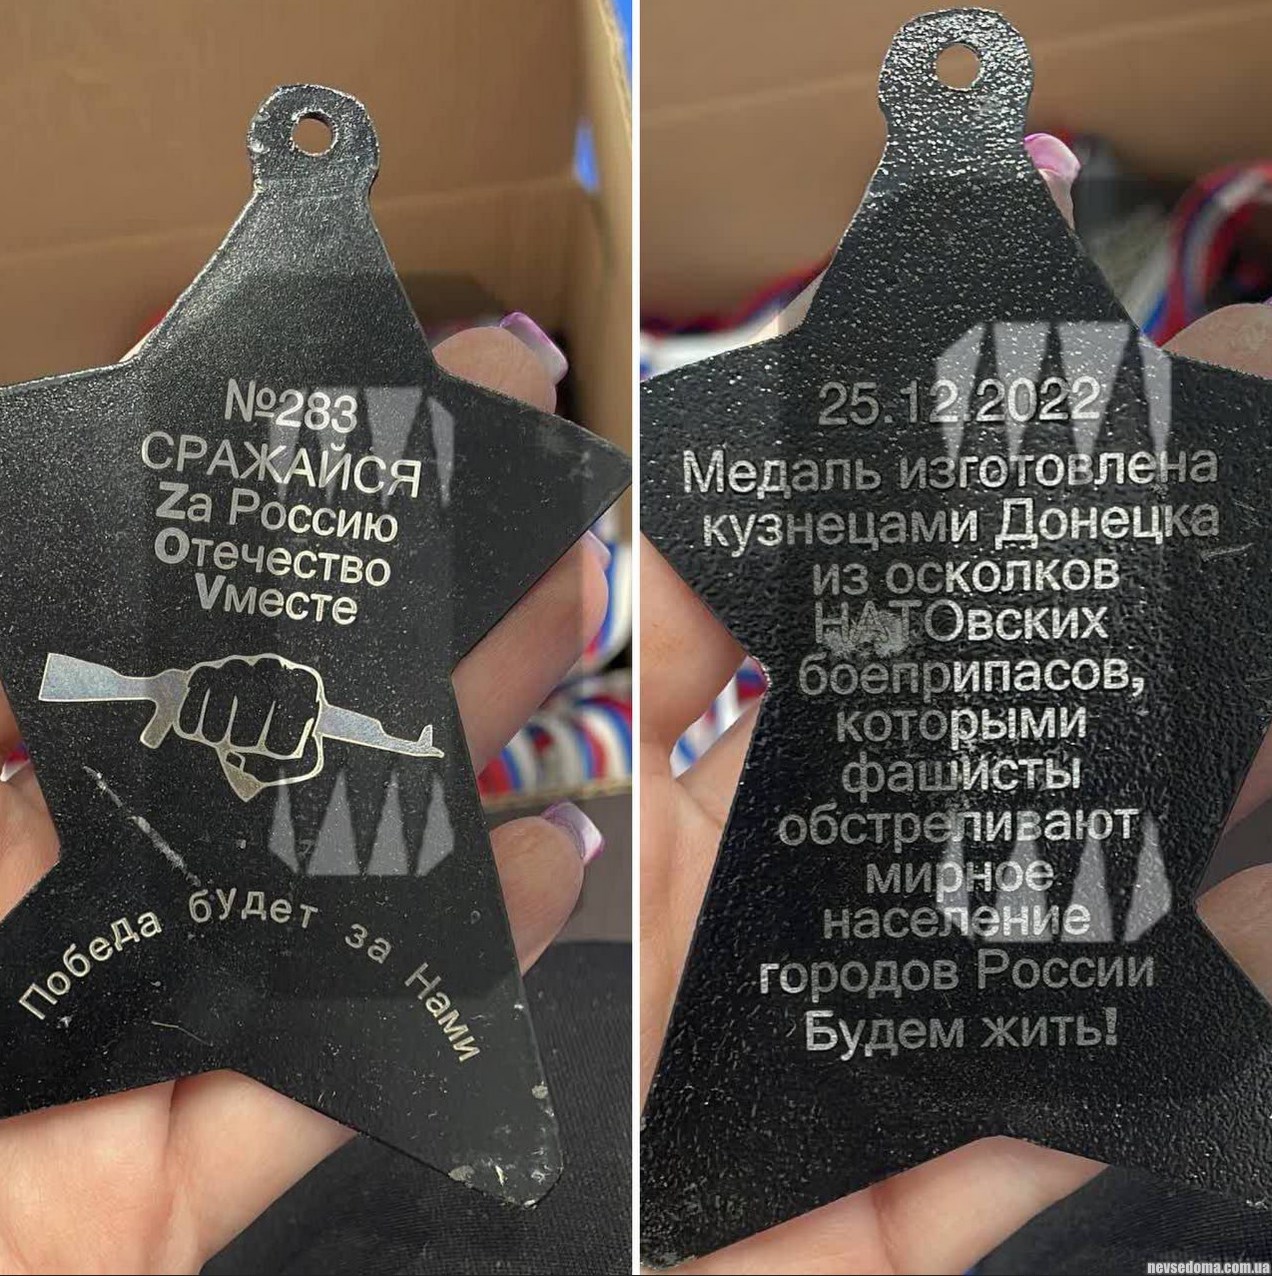 №283
СРАЖАЙСЯ
Zа Россию
Отечество
Vместе
Победа будет за Нами
25.12.2022
Медаль изготовлена
кузнецами Донецка
из осколков
НАТОвских
боеприпасов,
которыми
фашисты
обстреливают
мирное
население
городов России
Будем жить!
nevsedoma.com.ua